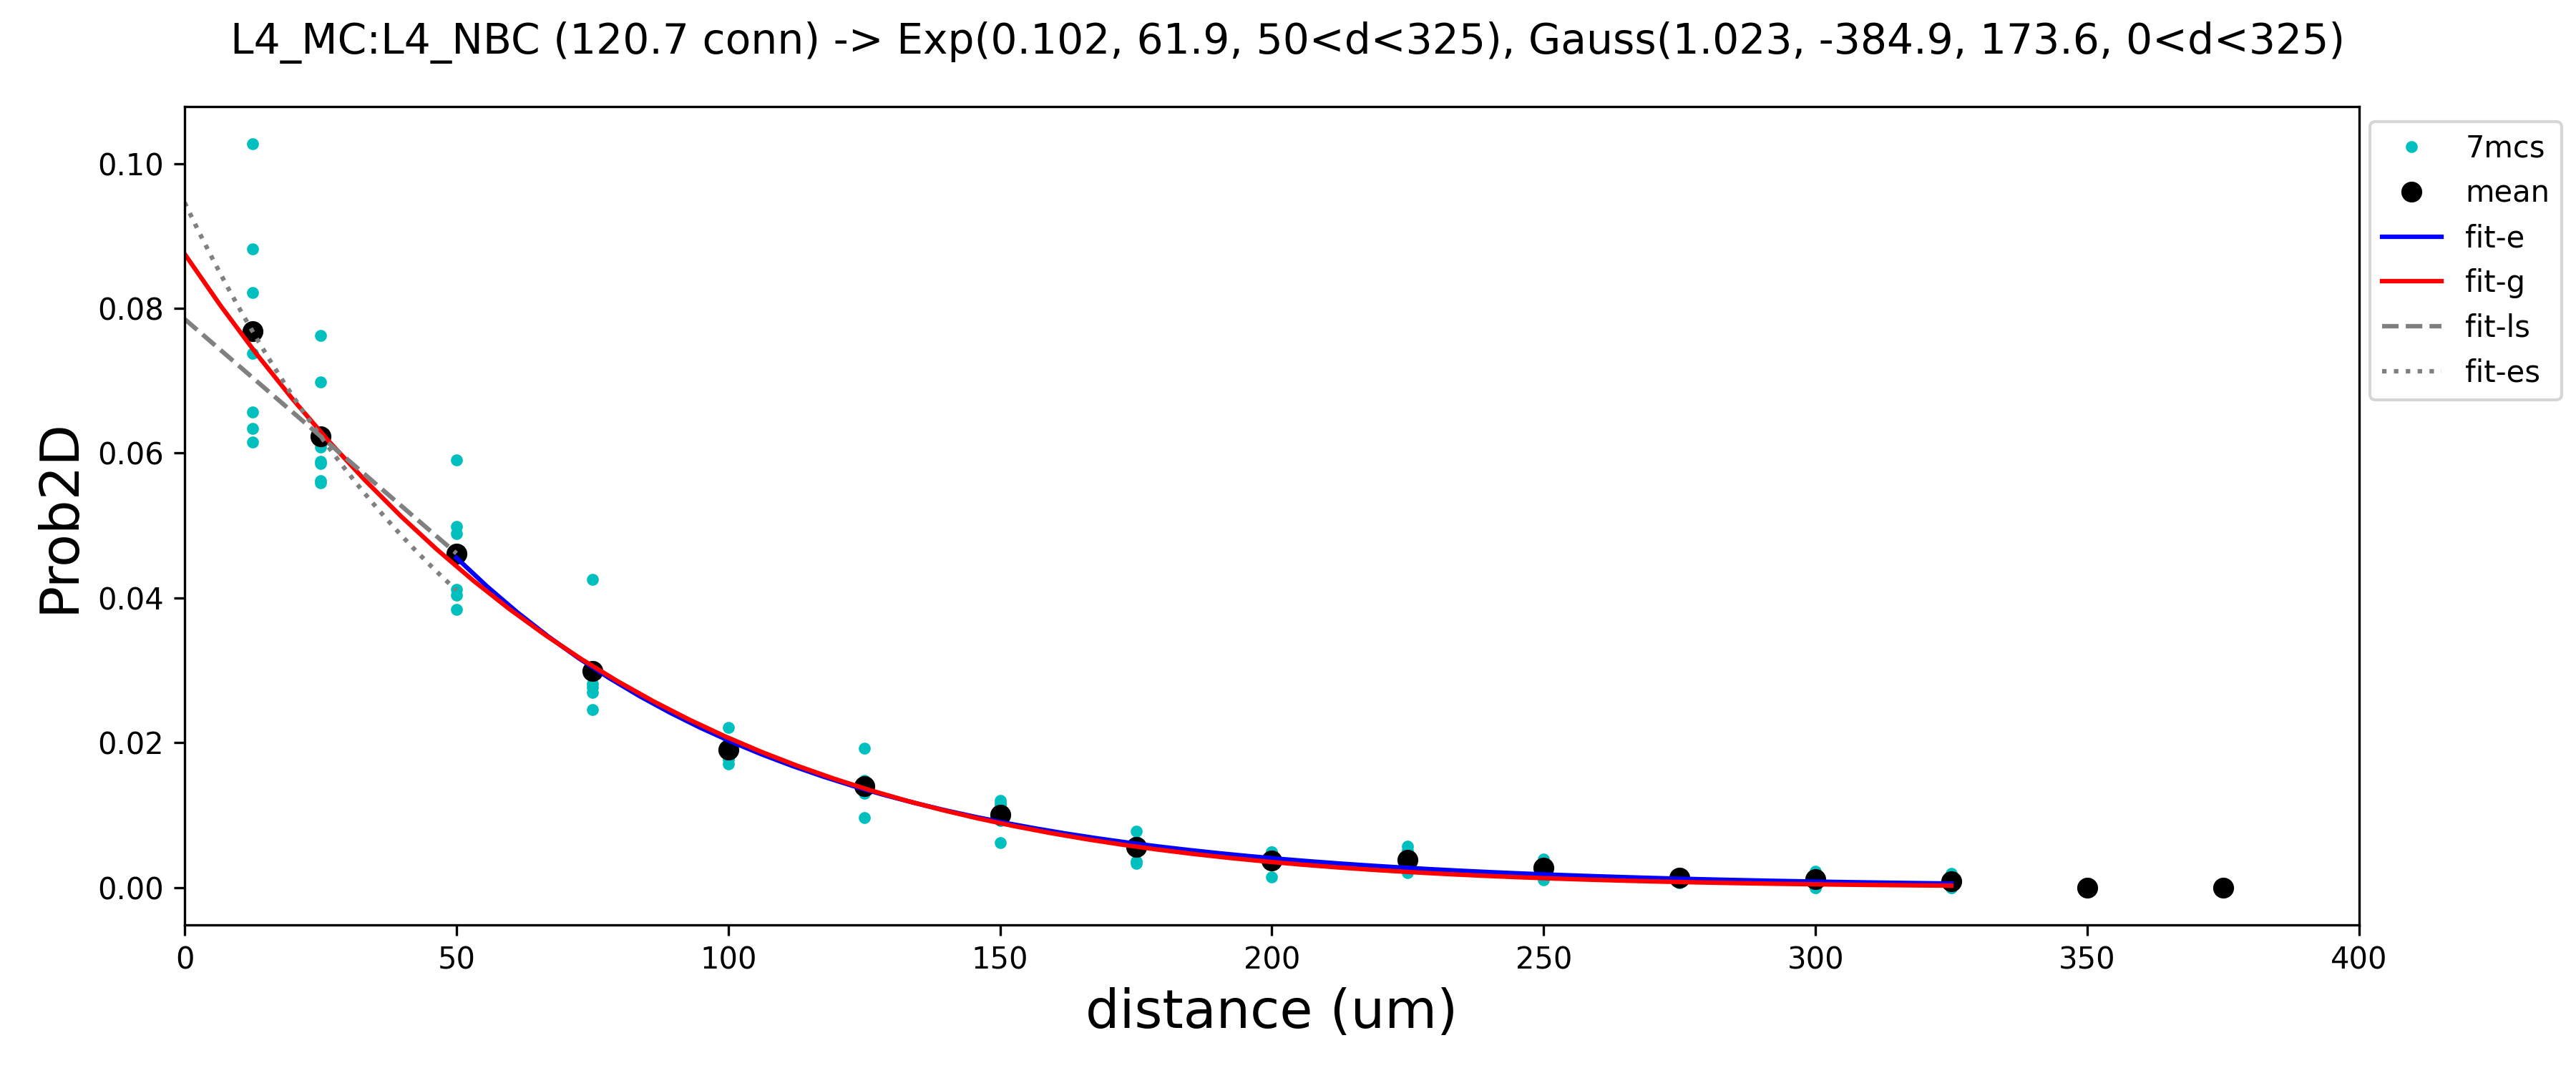 L4_MC:L4_NBC (120.7 conn) -> Exp(0.102, 61.9, 50<d<325), Gauss(1.023, -384.9, 173.6, 0<d<325)
0.10
0.08
0.06
0.04
0.02
0.00
Prob2D
0 50 100 150 200 250 300 350 400
distance (um)
7mcs
mean
fit-e
fit-g
fit-ls
fit-es